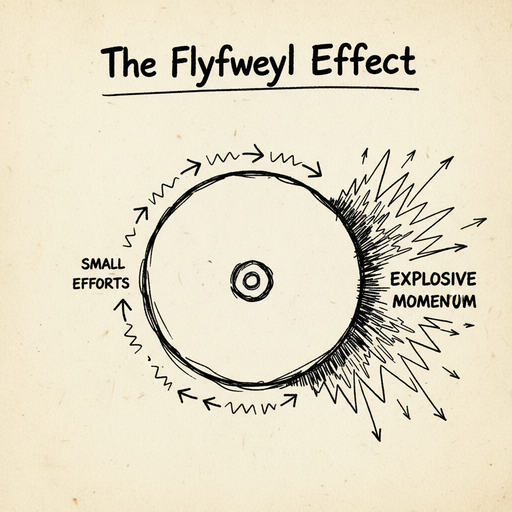 The Flyfweyl Effect
SMALL
EFFORTS
EXPLOSIVE
MOMENUM